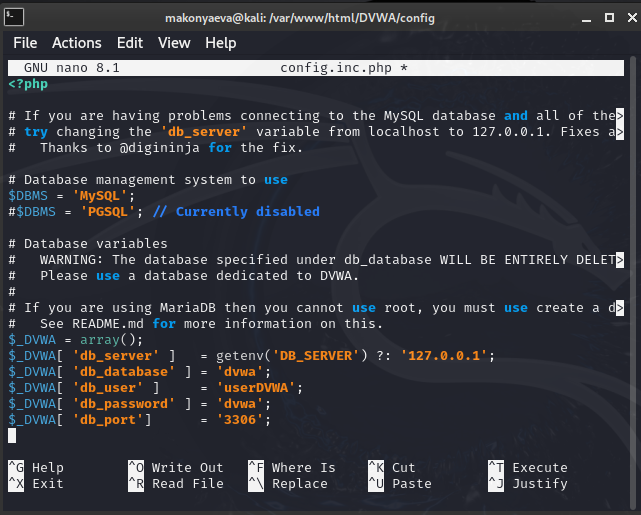 makonyaeva@kali: /var/www/html/DVWA/config
File Actions Edit View Help
GNU nano 8.1 config.inc.php *
<?php
# If you are having problems connecting to the MySQL database and all of the>
# try changing the 'db_server' variable from localhost to 127.0.0.1. Fixes a>
#   Thanks to @digininja for the fix.
# Database management system to use
$DBMS = 'MySQL';
#$DBMS = 'PGSQL'; // Currently disabled
# Database variables
#   WARNING: The database specified under db_database WILL BE ENTIRELY DELET>
#   Please use a database dedicated to DVWA.
#
# If you are using MariaDB then you cannot use root, you must use create a d>
#   See README.md for more information on this.
$_DVWA = array();
$_DVWA[ 'db_server' ]   = getenv('DB_SERVER') ?: '127.0.0.1';
$_DVWA[ 'db_database' ] = 'dvwa';
$_DVWA[ 'db_user' ]     = 'userDVWA';
$_DVWA[ 'db_password' ] = 'dvwa';
$_DVWA[ 'db_port']      = '3306';
^G Help ^O Write Out ^F Where Is ^K Cut ^T Execute
^X Exit ^R Read File ^\ Replace ^U Paste ^J Justify